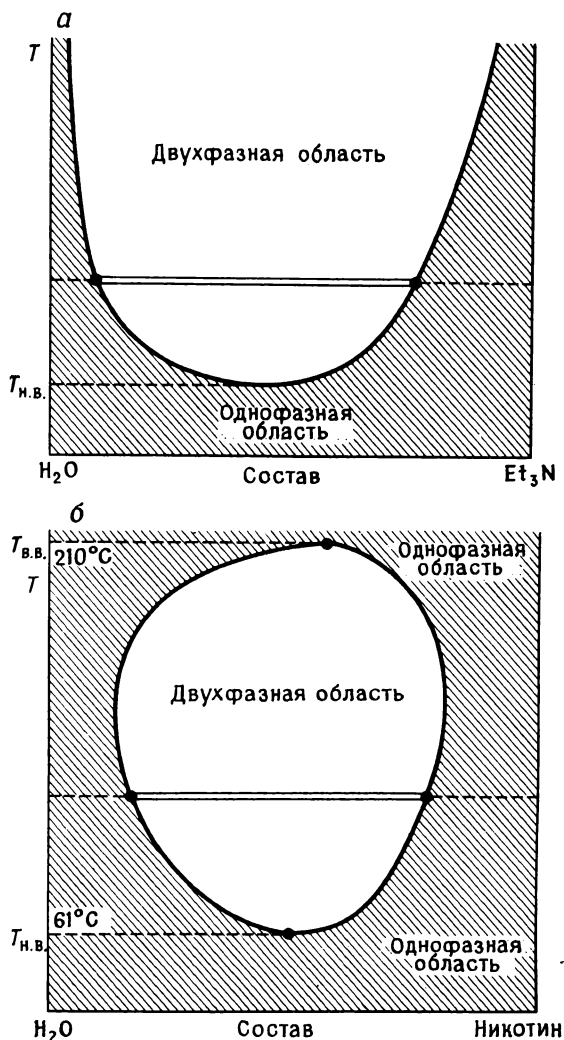 а
T
Двухфазная область
Tн.в.
Однофазная
область
H₂O
Состав
Et₃N
б
Tв.в.
210°C
Однофазная
область
T
Двухфазная область
61°C
Tн.в.
Однофазная
область
H₂O
Состав
Никотин